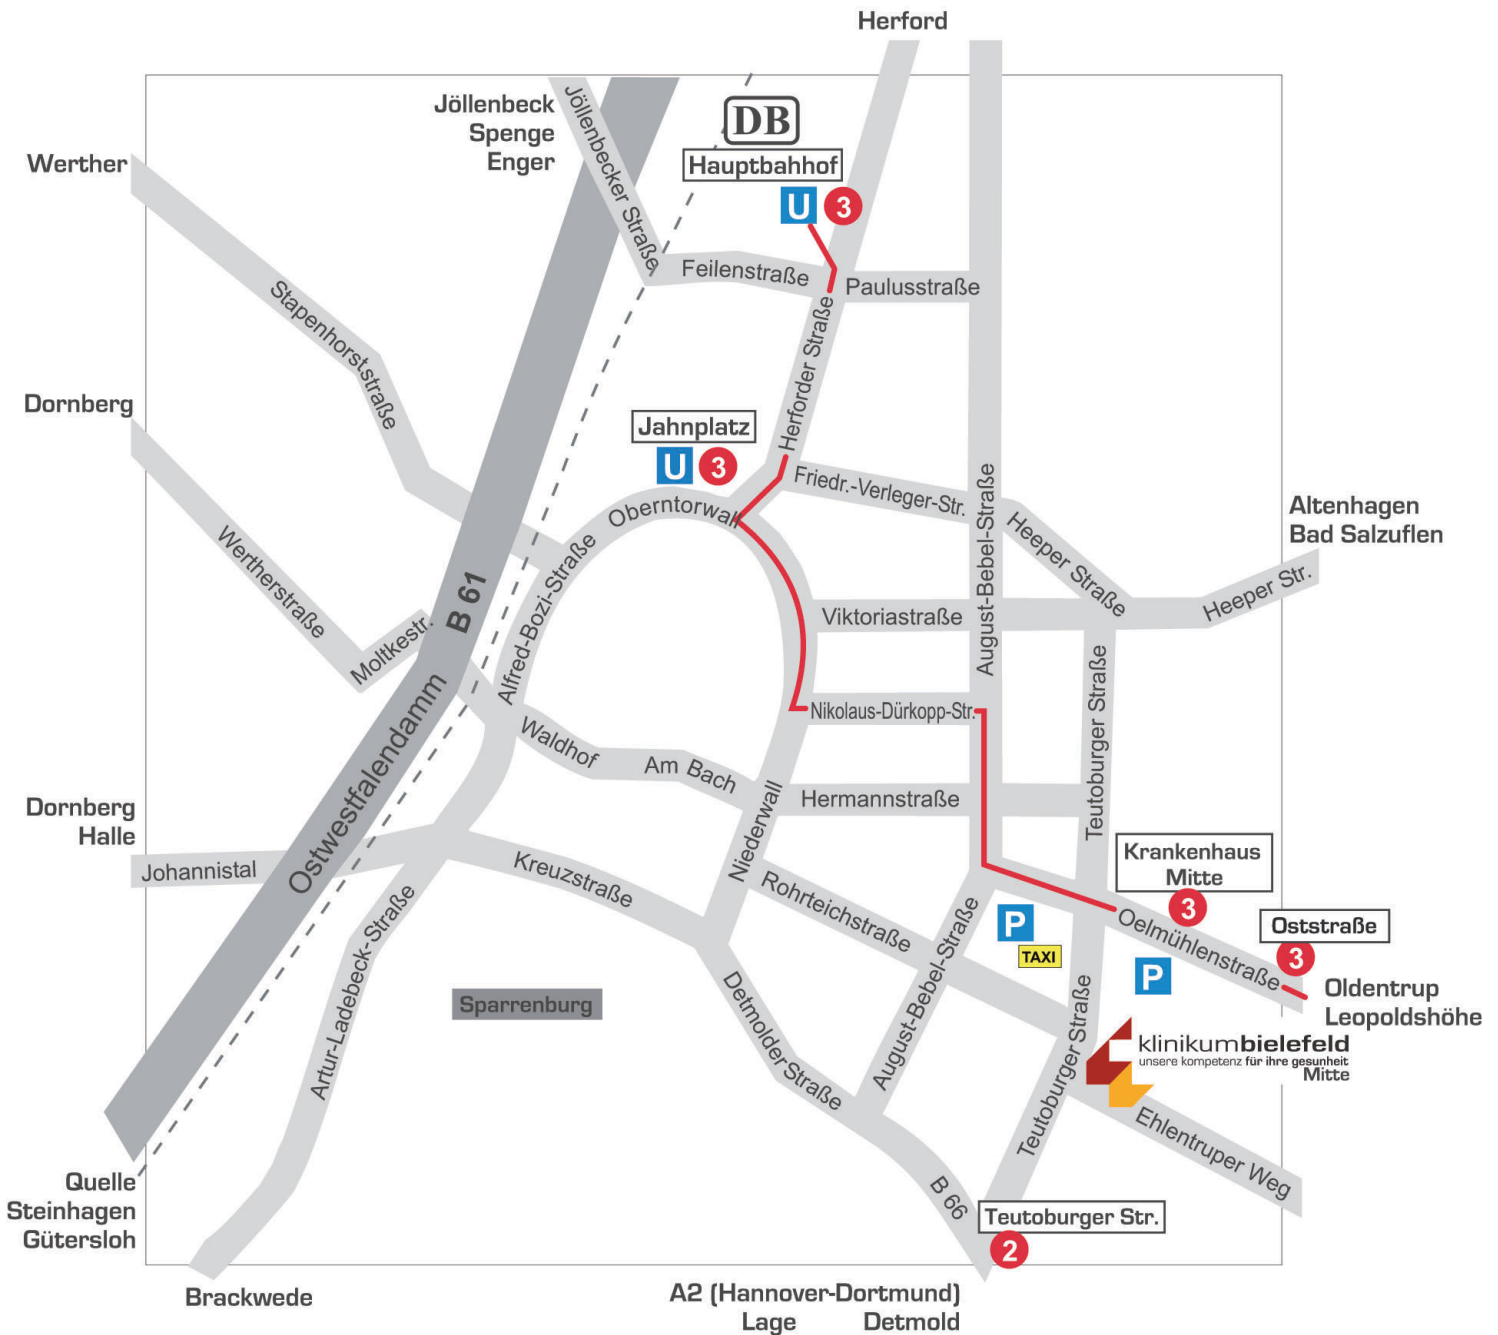 Herford
Jöllenbeck
Spenge
Enger
DB
Hauptbahhof
U 3
Werther
Jöllenbecker Straße
Feilenstraße
Paulusstraße
Stapenhorststraße
Herforder Straße
Dornberg
Jahnplatz
U 3
Friedr.-Verleger-Str.
Oberntorwall
August-Bebel-Straße
Heeper Straße
Altenhagen
Bad Salzuflen
Heeper Str.
Wertherstraße
Moltkestr.
B 61
Alfred-Bozi-Straße
Viktoriastraße
Teutoburger Straße
Nikolaus-Dürkopp-Str.
Ostwestfalendamm
Waldhof
Am Bach
Hermannstraße
Niederwall
Dornberg
Halle
Johannistal
Kreuzstraße
Rohrteichstraße
Krankenhaus
Mitte
3
Oelmühlenstraße
Oststraße
3
P
TAXI
P
Oldentrup
Leopoldshöhe
Artur-Ladebeck-Straße
Sparrenburg
Detmolder Straße
August-Bebel-Straße
Teutoburger Straße
klinikumbielefeld
unsere kompetenz für ihre gesunheit
Mitte
Ehlentruper Weg
B 66
Teutoburger Str.
2
Quelle
Steinhagen
Gütersloh
Brackwede
A2 (Hannover-Dortmund)
Lage Detmold